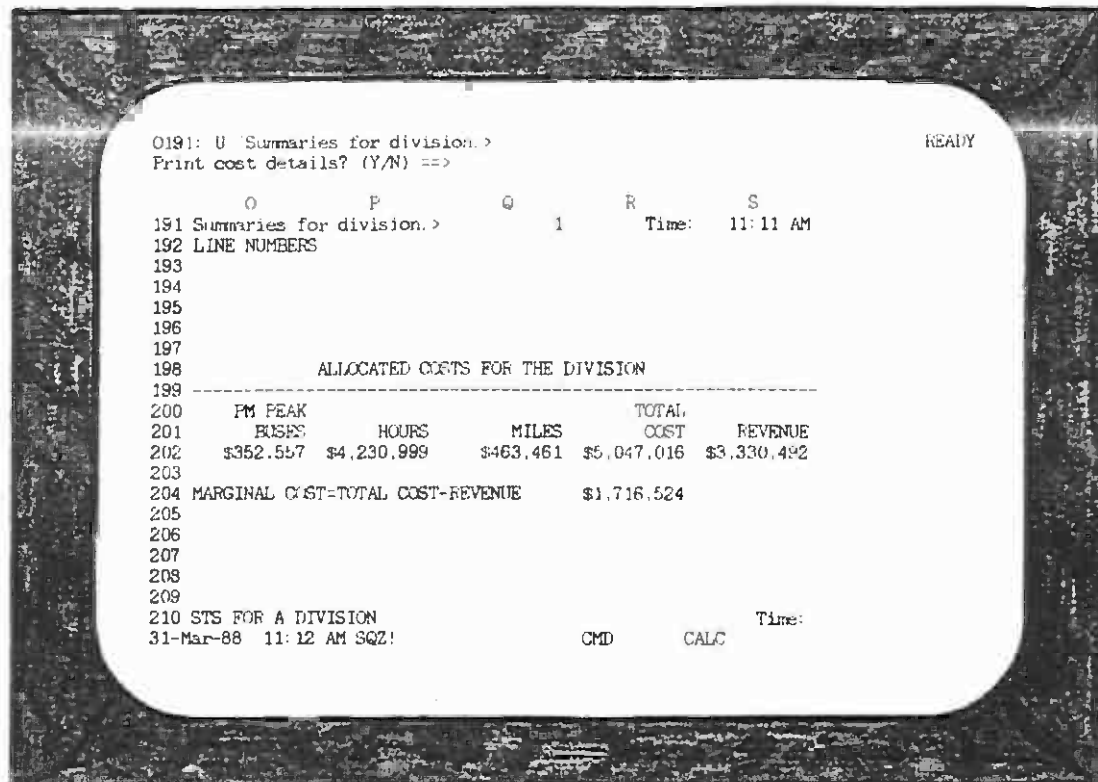 O191: U 'Summaries for division.> READY
Print cost details? (Y/N) ==>
O P Q R S
191 Summaries for division.> 1 Time: 11:11 AM
192 LINE NUMBERS
193
194
195
196
197
198 ALLOCATED COSTS FOR THE DIVISION
199 ------------------------------------------------------------
200 PM PEAK TOTAL
201 BUSES HOURS MILES COST REVENUE
202 $352,557 $4,230,999 $463,461 $5,047,016 $3,330,492
203
204 MARGINAL COST=TOTAL COST-REVENUE $1,716,524
205
206
207
208
209
210 STS FOR A DIVISION Time:
31-Mar-88 11:12 AM SQZ! CMD CALC